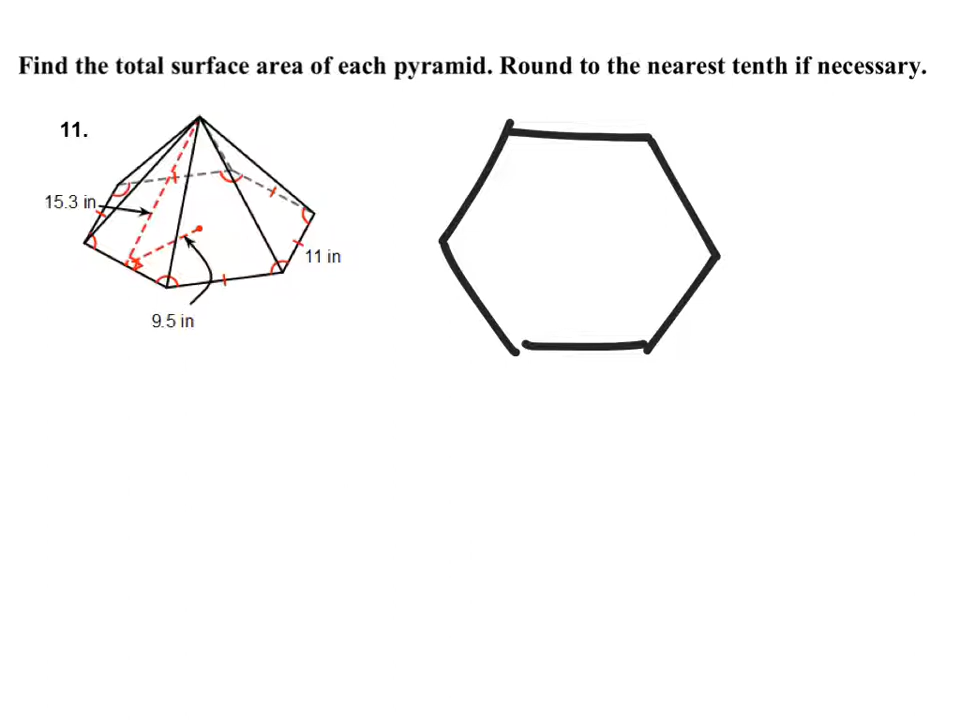 Find the total surface area of each pyramid. Round to the nearest tenth if necessary.
11.
15.3 in
11 in
9.5 in